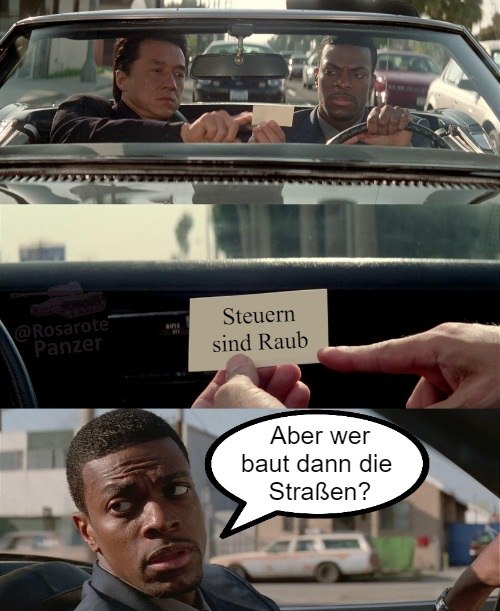 @Rosarote
Panzer
Steuern
sind Raub
Aber wer
baut dann die
Straßen?